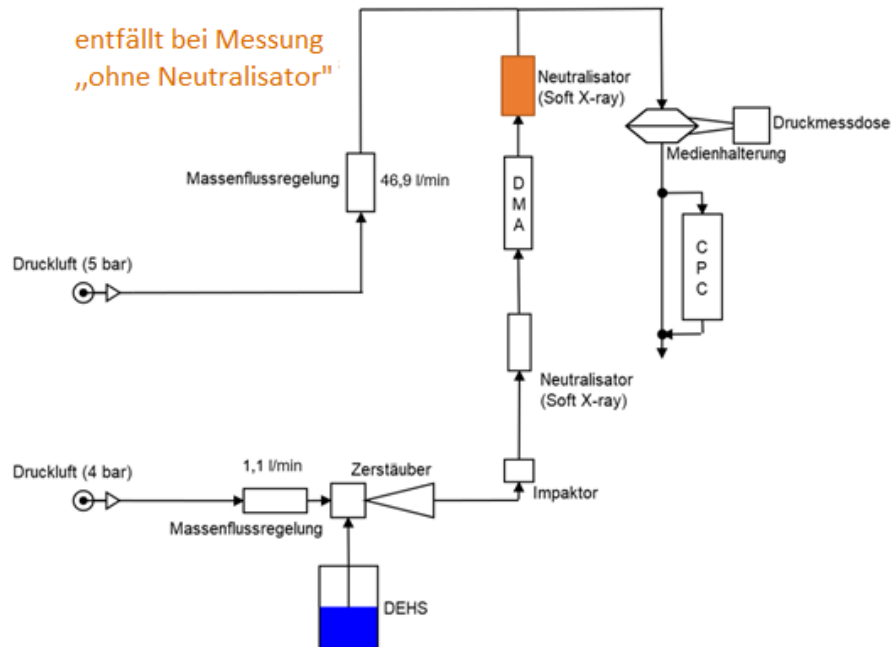 entfällt bei Messung
„ohne Neutralisator"
Neutralisator
(Soft X-ray)
Druckmessdose
Medienhalterung
Massenflussregelung
46,9 l/min
D
M
A
C
P
C
Druckluft (5 bar)
Neutralisator
(Soft X-ray)
Druckluft (4 bar)
1,1 l/min
Zerstäuber
Impaktor
Massenflussregelung
DEHS